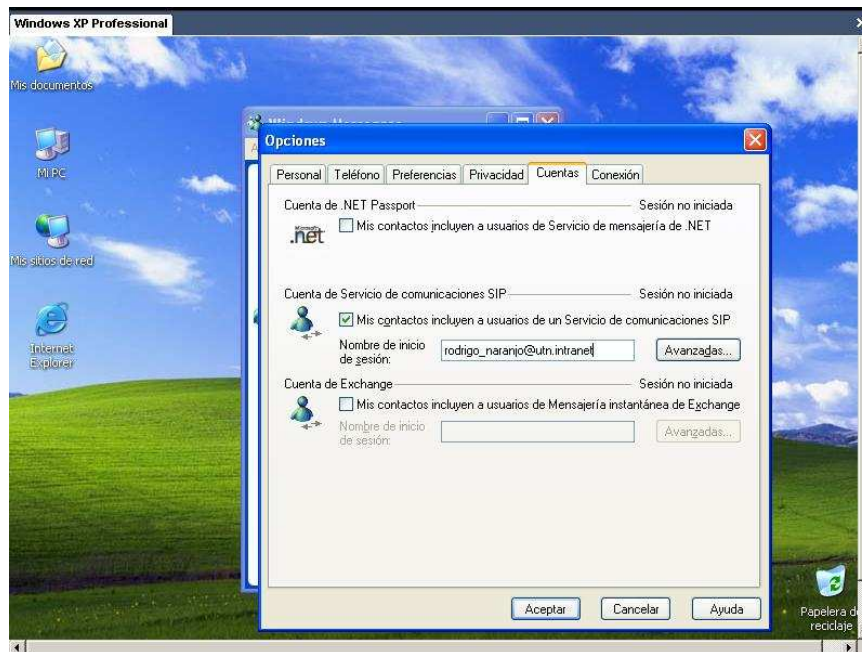 Windows XP Professional
Mis documentos
Mi PC
Mis sitios de red
Internet
Explorer
Opciones
Personal Teléfono Preferencias Privacidad Cuentas Conexión
Cuenta de .NET Passport Sesión no iniciada
Microsoft
.net
Mis contactos incluyen a usuarios de Servicio de mensajería de .NET
Cuenta de Servicio de comunicaciones SIP Sesión no iniciada
Mis contactos incluyen a usuarios de un Servicio de comunicaciones SIP
Nombre de inicio
de sesión:
rodrigo_naranjo@utn.intranet
Avanzadas...
Cuenta de Exchange Sesión no iniciada
Mis contactos incluyen a usuarios de Mensajería instantánea de Exchange
Nombre de inicio
de sesión:
Avanzadas...
Aceptar Cancelar Ayuda
Papelera de
reciclaje